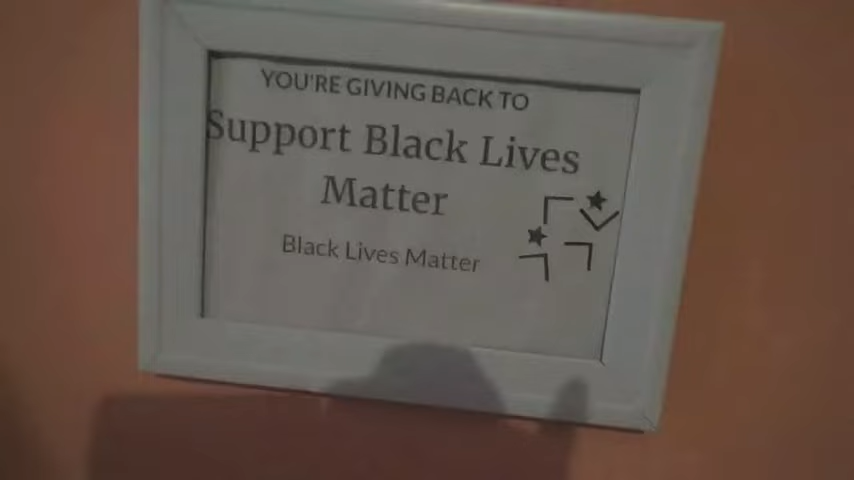 YOU'RE GIVING BACK TO
Support Black Lives
Matter
Black Lives Matter